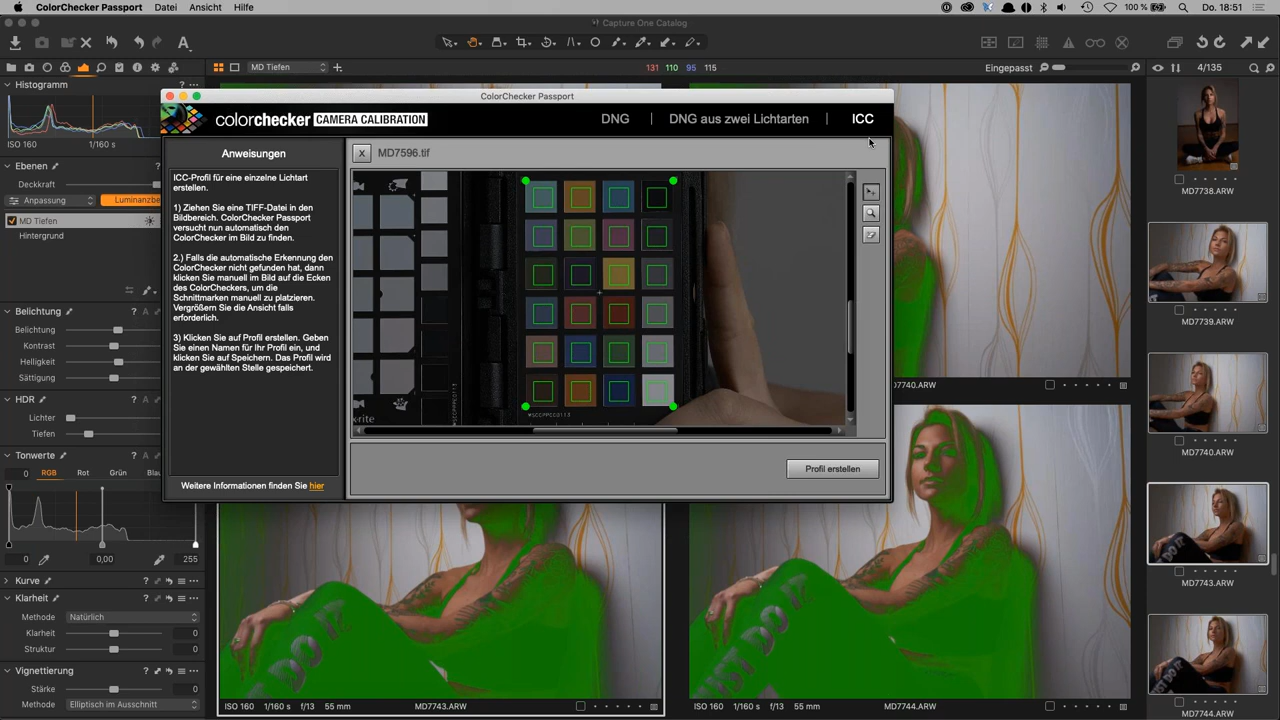 ColorChecker Passport Datei Ansicht Hilfe
100 % Do. 18:51
Capture One Catalog
MD Tiefen
131 110 95 115
Eingepasst
4/135
Histogramm
ISO 160
Ebenen
Deckkraft
Anpassung
Luminanzbe
MD Tiefen
Hintergrund
Belichtung
Belichtung
Kontrast
Helligkeit
Sättigung
HDR
Lichter
Tiefen
Tonwerte
0 RGB Rot Grün Blau
0 0,00 255
Kurve
Klarheit
Methode Natürlich
Klarheit 0
Struktur 0
Vignettierung
Stärke 0
Methode Elliptisch im Ausschnitt
ColorChecker Passport
colorchecker CAMERA CALIBRATION
DNG | DNG aus zwei Lichtarten | ICC
Anweisungen
ICC-Profil für eine einzelne Lichtart
erstellen.
1) Ziehen Sie eine TIFF-Datei in den
Bildbereich. ColorChecker Passport
versucht nun automatisch den
ColorChecker im Bild zu finden.
2.) Falls die automatische Erkennung den
ColorChecker nicht gefunden hat, dann
klicken Sie manuell im Bild auf die Ecken
des ColorCheckers, um die
Schnittmarken manuell zu platzieren.
Vergrößern Sie die Ansicht falls
erforderlich.
3) Klicken Sie auf Profil erstellen. Geben
Sie einen Namen für Ihr Profil ein, und
klicken Sie auf Speichern. Das Profil wird
an der gewählten Stelle gespeichert.
Weitere Informationen finden Sie hier
X MD7596.tif
x-rite
Profil erstellen
7740.ARW
ISO 160 1/160 s f/13 55 mm MD7743.ARW
ISO 160 1/160 s f/13 55 mm MD7744.ARW
MD7738.ARW
MD7739.ARW
MD7740.ARW
MD7743.ARW
MD7744.ARW
JUST DO IT